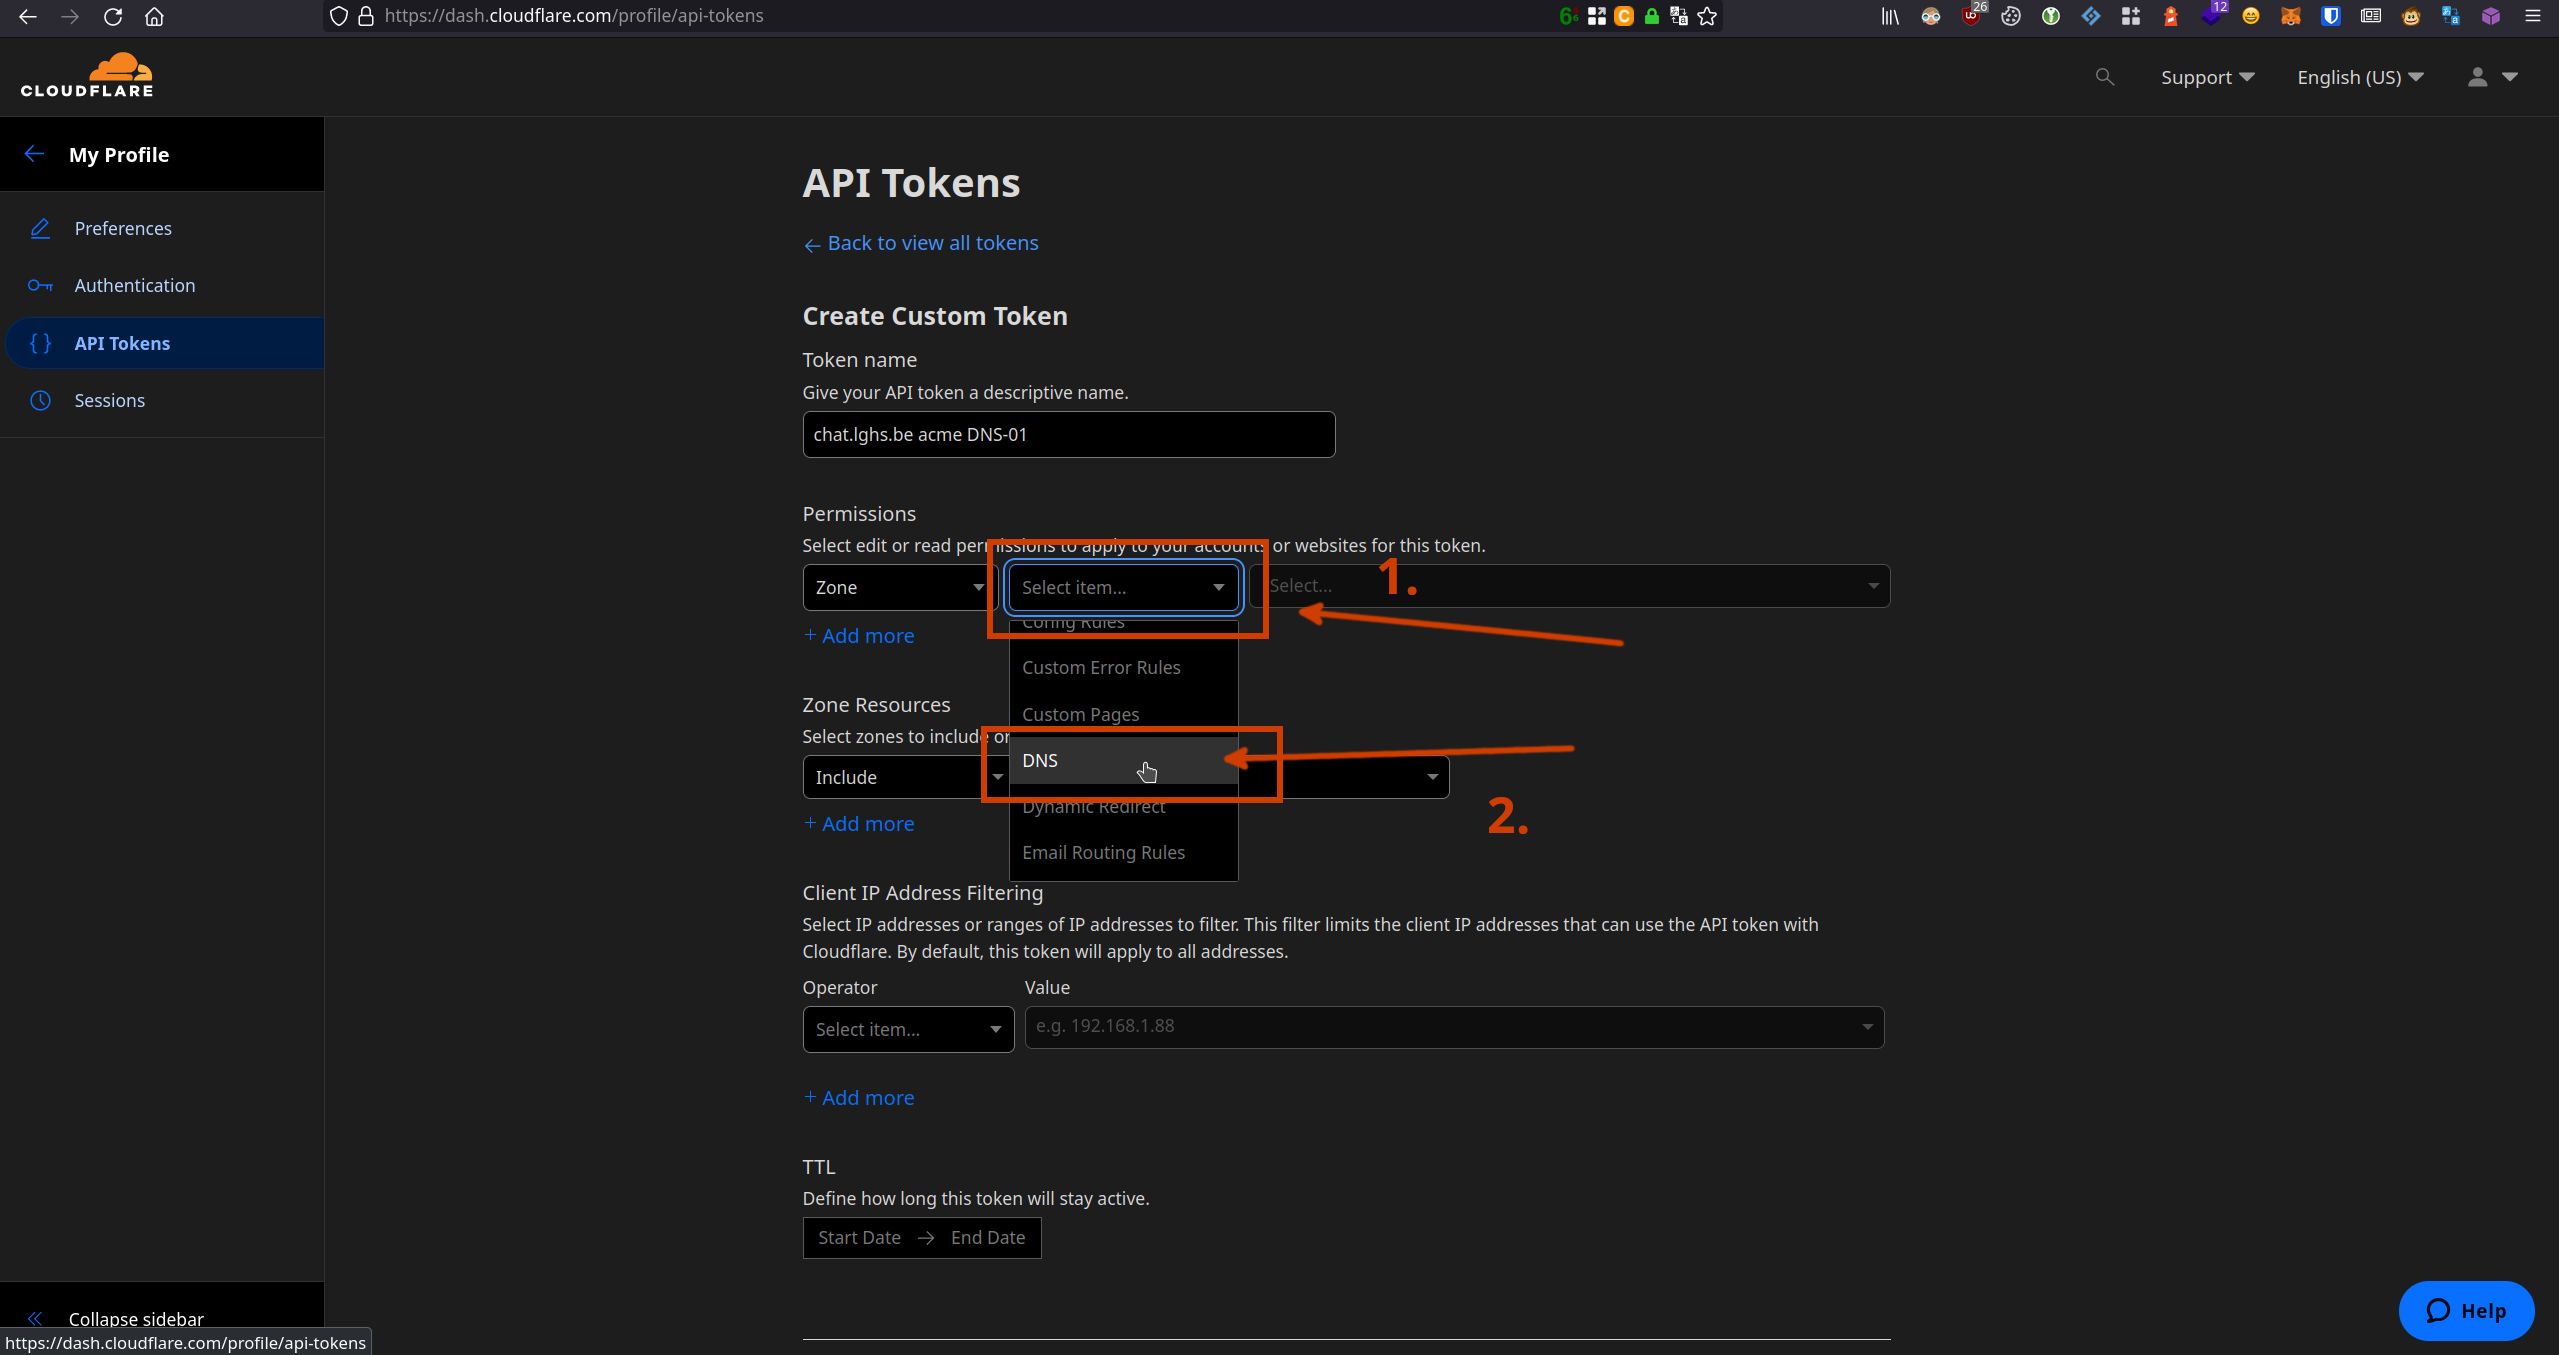 https://dash.cloudflare.com/profile/api-tokens
26
12
CLOUDFLARE
Support
English (US)
My Profile
Preferences
Authentication
API Tokens
Sessions
API Tokens
Back to view all tokens
Create Custom Token
Token name
Give your API token a descriptive name.
chat.lghs.be acme DNS-01
Permissions
Select edit or read permissions to apply to your accounts or websites for this token.
Zone
Select item...
Select...
1.
+ Add more
Config Rules
Custom Error Rules
Custom Pages
DNS
Dynamic Redirect
Email Routing Rules
Zone Resources
Select zones to include or
Include
2.
+ Add more
Client IP Address Filtering
Select IP addresses or ranges of IP addresses to filter. This filter limits the client IP addresses that can use the API token with
Cloudflare. By default, this token will apply to all addresses.
Operator
Value
Select item...
e.g. 192.168.1.88
+ Add more
TTL
Define how long this token will stay active.
Start Date
End Date
Help
Collapse sidebar
https://dash.cloudflare.com/profile/api-tokens